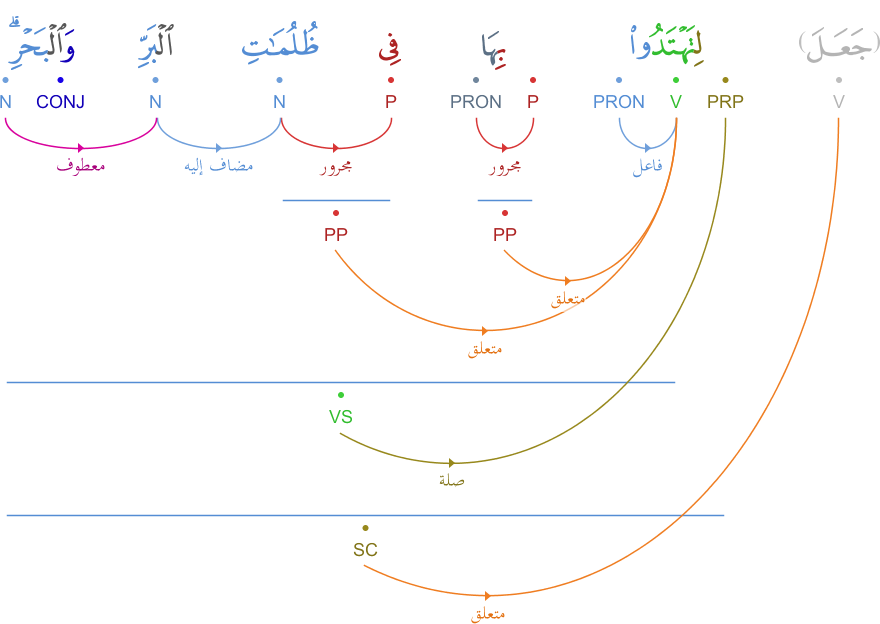 (جَعَلَ) لِتَهۡتَدُوا۟ بِهَا فِى ظُلُمَـٰتِ ٱلۡبَرِّ وَٱلۡبَحۡرِۗ
V PRP V PRON P PRON P N N CONJ N
فاعل مجرور مجرور مضاف إليه معطوف
PP PP
متعلق
متعلق
VS
صلة
SC
متعلق